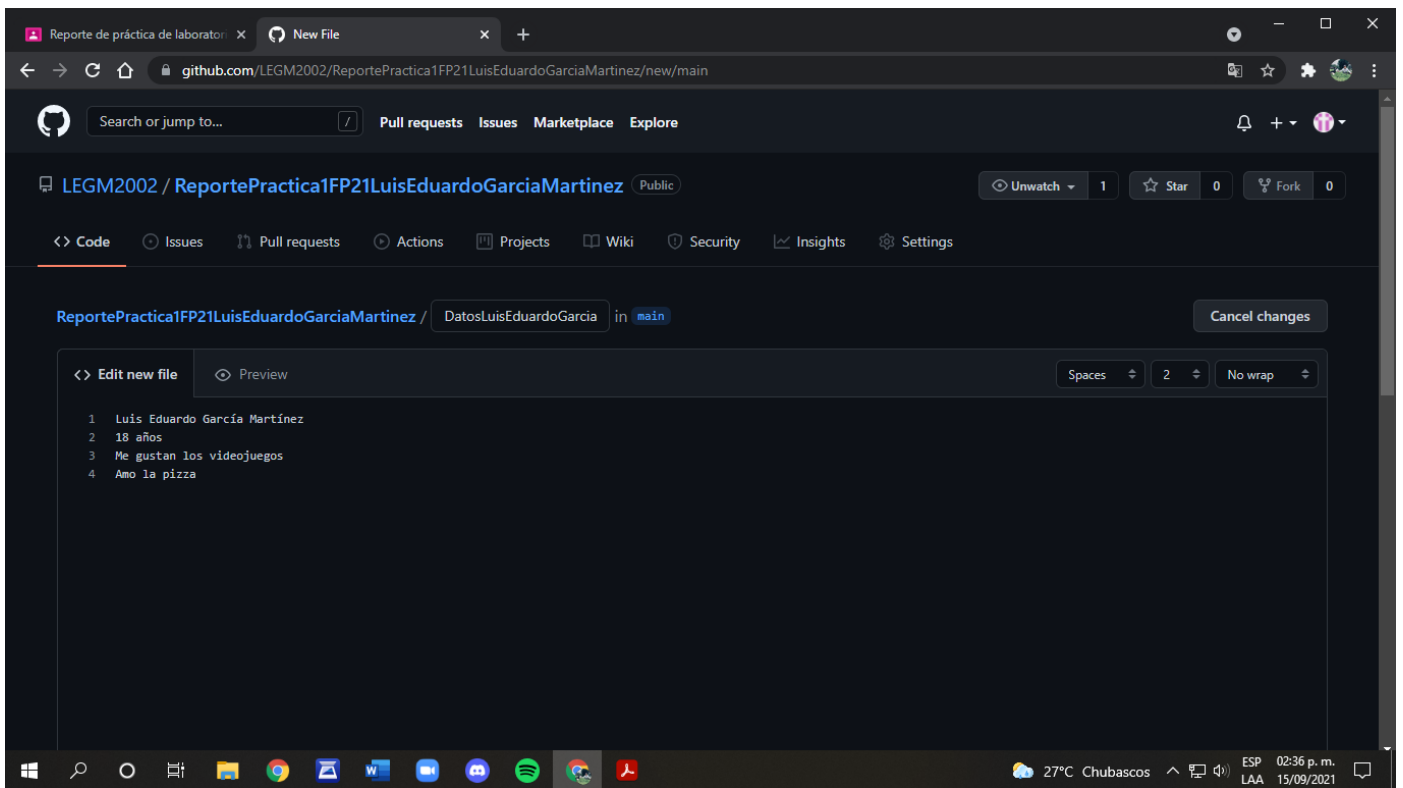 Reporte de práctica de laborator
New File
github.com/LEGM2002/ReportePractica1FP21LuisEduardoGarciaMartinez/new/main
Search or jump to... / Pull requests Issues Marketplace Explore
LEGM2002 / ReportePractica1FP21LuisEduardoGarciaMartinez Public Unwatch 1 Star 0 Fork 0
<> Code Issues Pull requests Actions Projects Wiki Security Insights Settings
ReportePractica1FP21LuisEduardoGarciaMartinez / DatosLuisEduardoGarcia in main Cancel changes
<> Edit new file Preview Spaces 2 No wrap
1 Luis Eduardo García Martínez
2 18 años
3 Me gustan los videojuegos
4 Amo la pizza
27°C Chubascos ESP 02:36 p. m.
LAA 15/09/2021